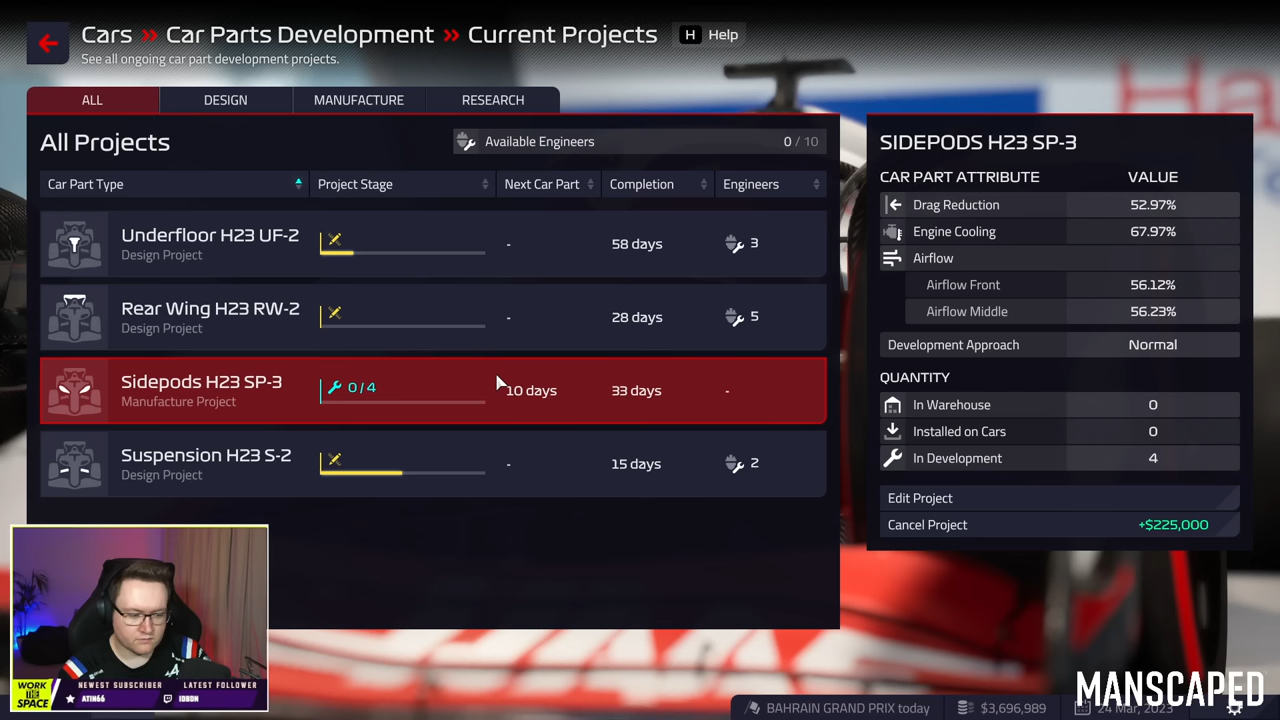 Cars » Car Parts Development » Current Projects H Help
See all ongoing car part development projects.
ALL DESIGN MANUFACTURE RESEARCH
All Projects
Available Engineers 0 / 10
Car Part Type Project Stage Next Car Part Completion Engineers
Underfloor H23 UF-2
Design Project
- 58 days 3
Rear Wing H23 RW-2
Design Project
- 28 days 5
Sidepods H23 SP-3
Manufacture Project
0/4 10 days 33 days -
Suspension H23 S-2
Design Project
- 15 days 2
SIDEPODS H23 SP-3
CAR PART ATTRIBUTE VALUE
Drag Reduction 52.97%
Engine Cooling 67.97%
Airflow
Airflow Front 56.12%
Airflow Middle 56.23%
Development Approach Normal
QUANTITY
In Warehouse 0
Installed on Cars 0
In Development 4
Edit Project
Cancel Project +$225,000
WORK THE SPACE
NEWEST SUBSCRIBER LATEST FOLLOWER
ATIN66 IDBDN
MANSCAPED
BAHRAIN GRAND PRIX today $3,696,989 24 Mar, 2023